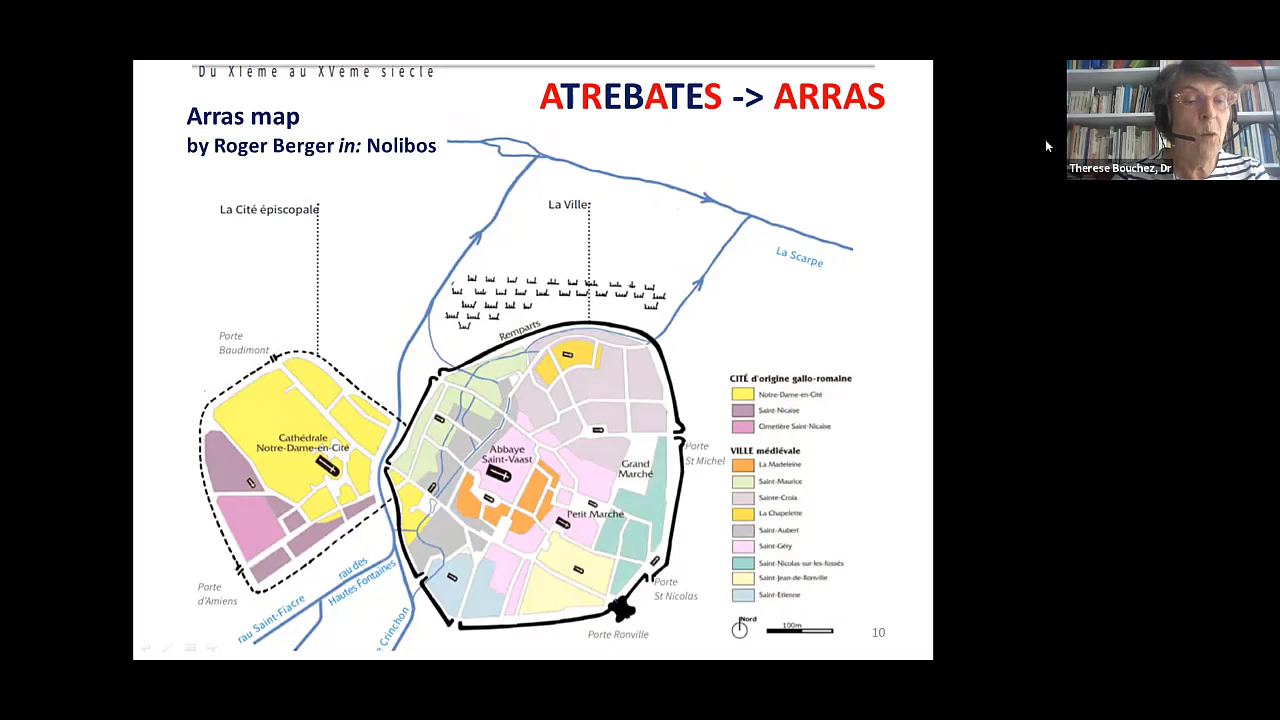 Du XIème au XVème siècle
ATREBATES -> ARRAS
Arras map
by Roger Berger in: Nolibos
La Cité épiscopale
La Ville
La Scarpe
Remparts
Porte
Baudimont
Cathédrale
Notre-Dame-en-Cité
Abbaye
Saint-Vaast
Grand
Marché
Petit Marché
Porte
St Michel
Porte
St Nicolas
Porte Ronville
Porte
d'Amiens
rau Saint-Fiacre
rau des
Hautes Fontaines
e Crinchon
CITÉ d'origine gallo-romaine
Notre-Dame-en-Cité
Saint-Nicaise
Cimetière Saint-Nicaise
VILLE médiévale
La Madeleine
Saint-Maurice
Sainte-Croix
La Chapelette
Saint-Aubert
Saint-Géry
Saint-Nicolas-sur-les-fossés
Saint-Jean-de-Ronville
Saint-Etienne
Nord
100m
10
Therese Bouchez, Dr